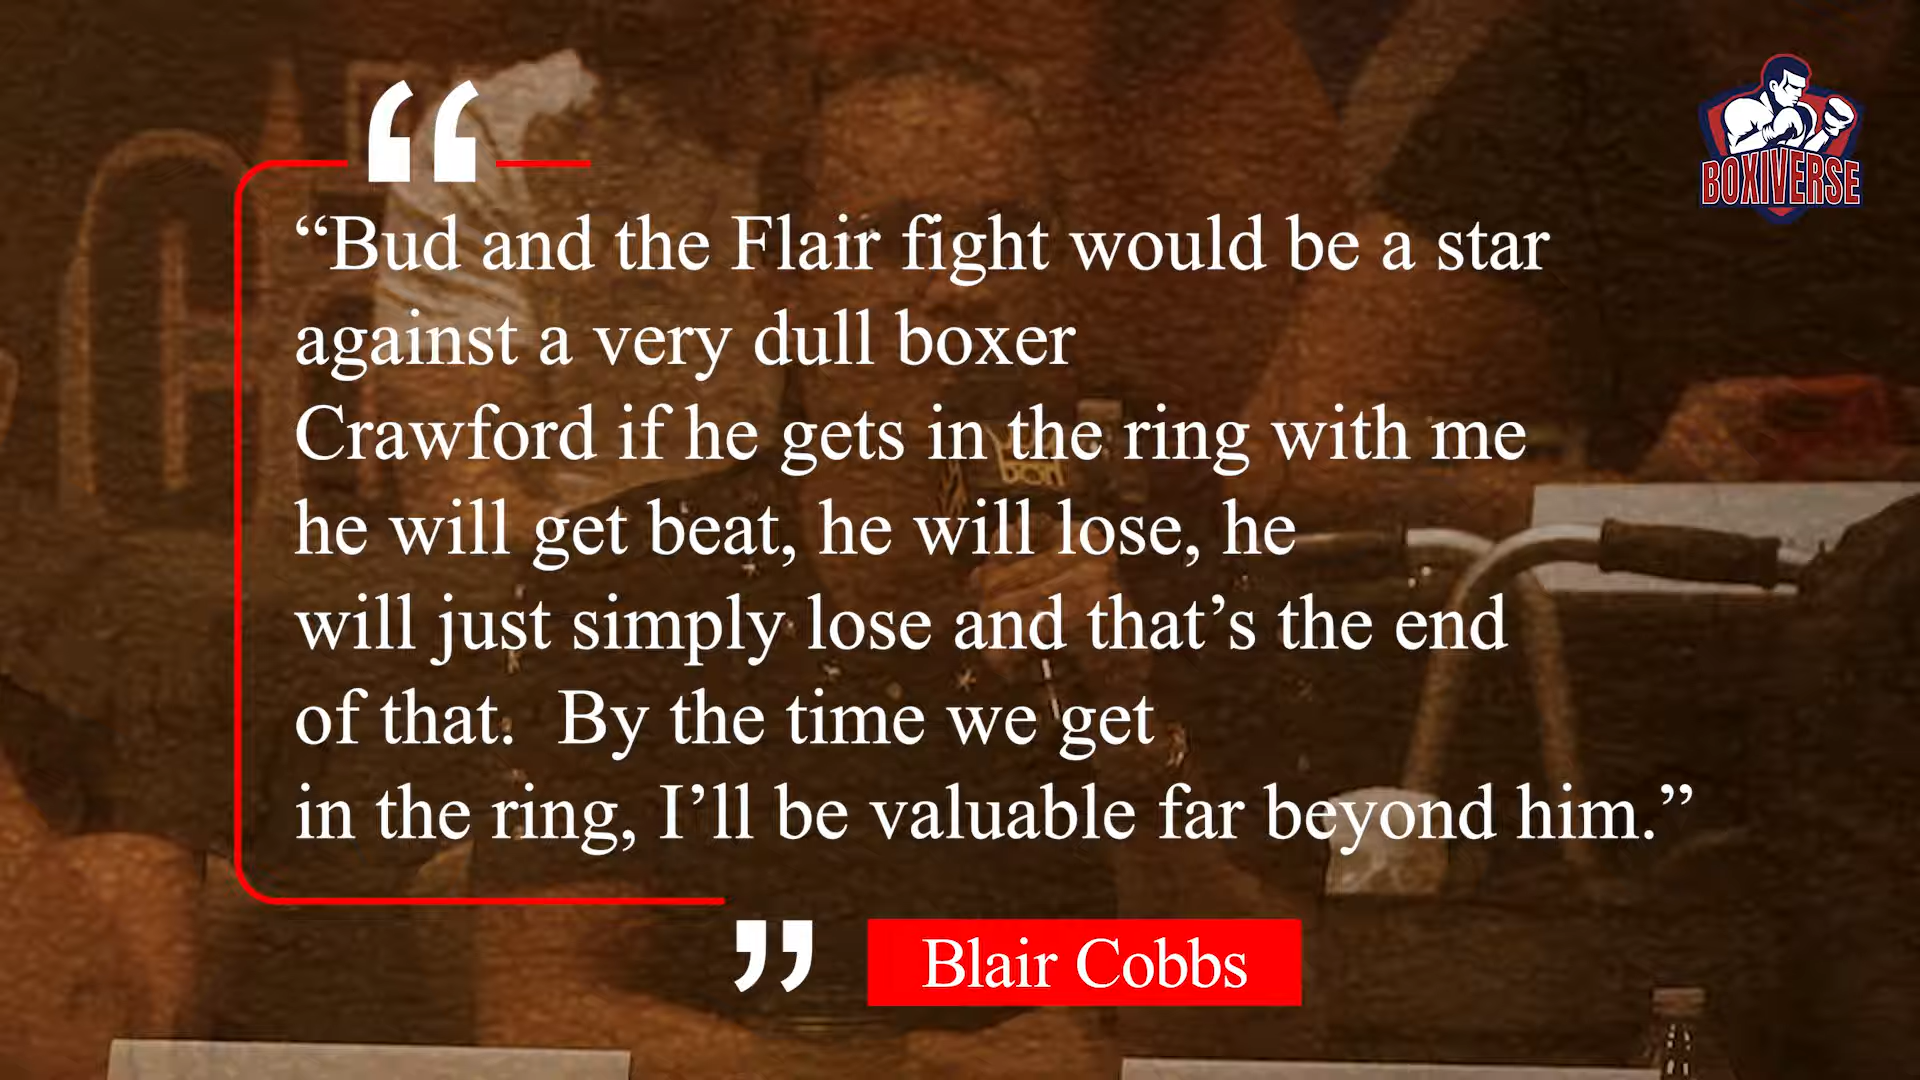 BOXIVERSE
“Bud and the Flair fight would be a star
against a very dull boxer
Crawford if he gets in the ring with me
he will get beat, he will lose, he
will just simply lose and that’s the end
of that.  By the time we get
in the ring, I’ll be valuable far beyond him.”
Blair Cobbs